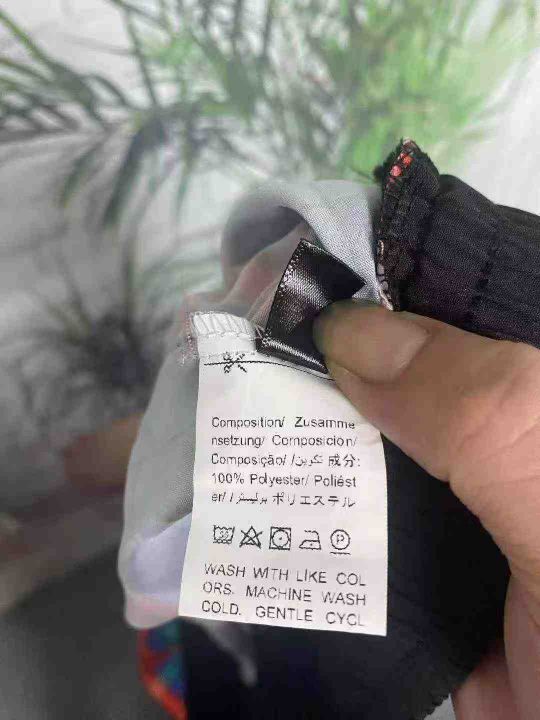 Composition/ Zusamme
nsetzung/ Composicion/
Composição/ تكوين/ 成分:
100% Polyester/ Poliést
er/ بوليستر/ ポリエステル
P
WASH WITH LIKE COL
ORS. MACHINE WASH
COLD. GENTLE CYCL